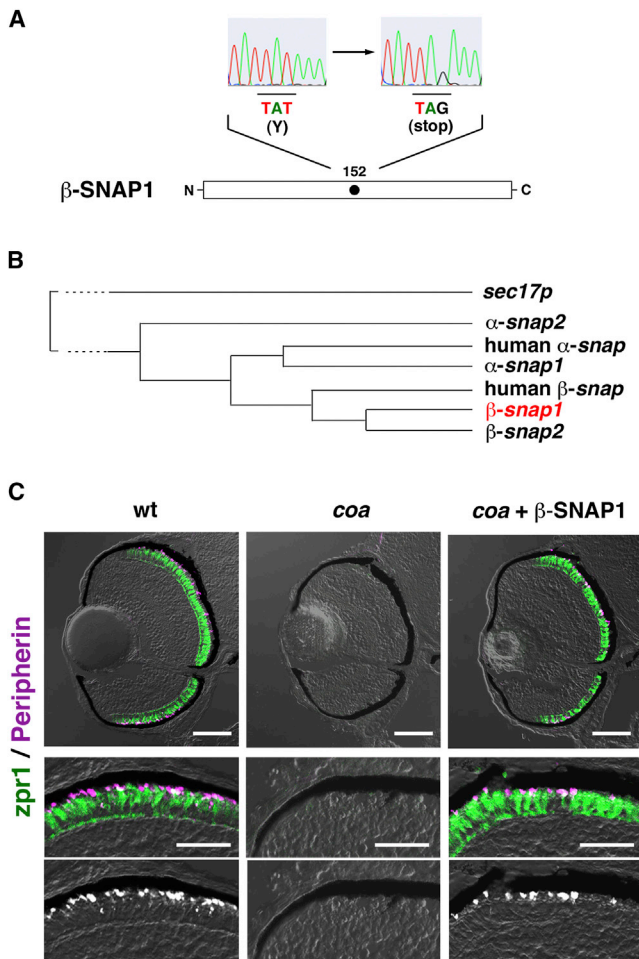 A
TAT
(Y)
TAG
(stop)
152
β-SNAP1
N
C
B
sec17p
α-snap2
human α-snap
α-snap1
human β-snap
β-snap1
β-snap2
C
wt
coa
coa + β-SNAP1
zpr1 / Peripherin